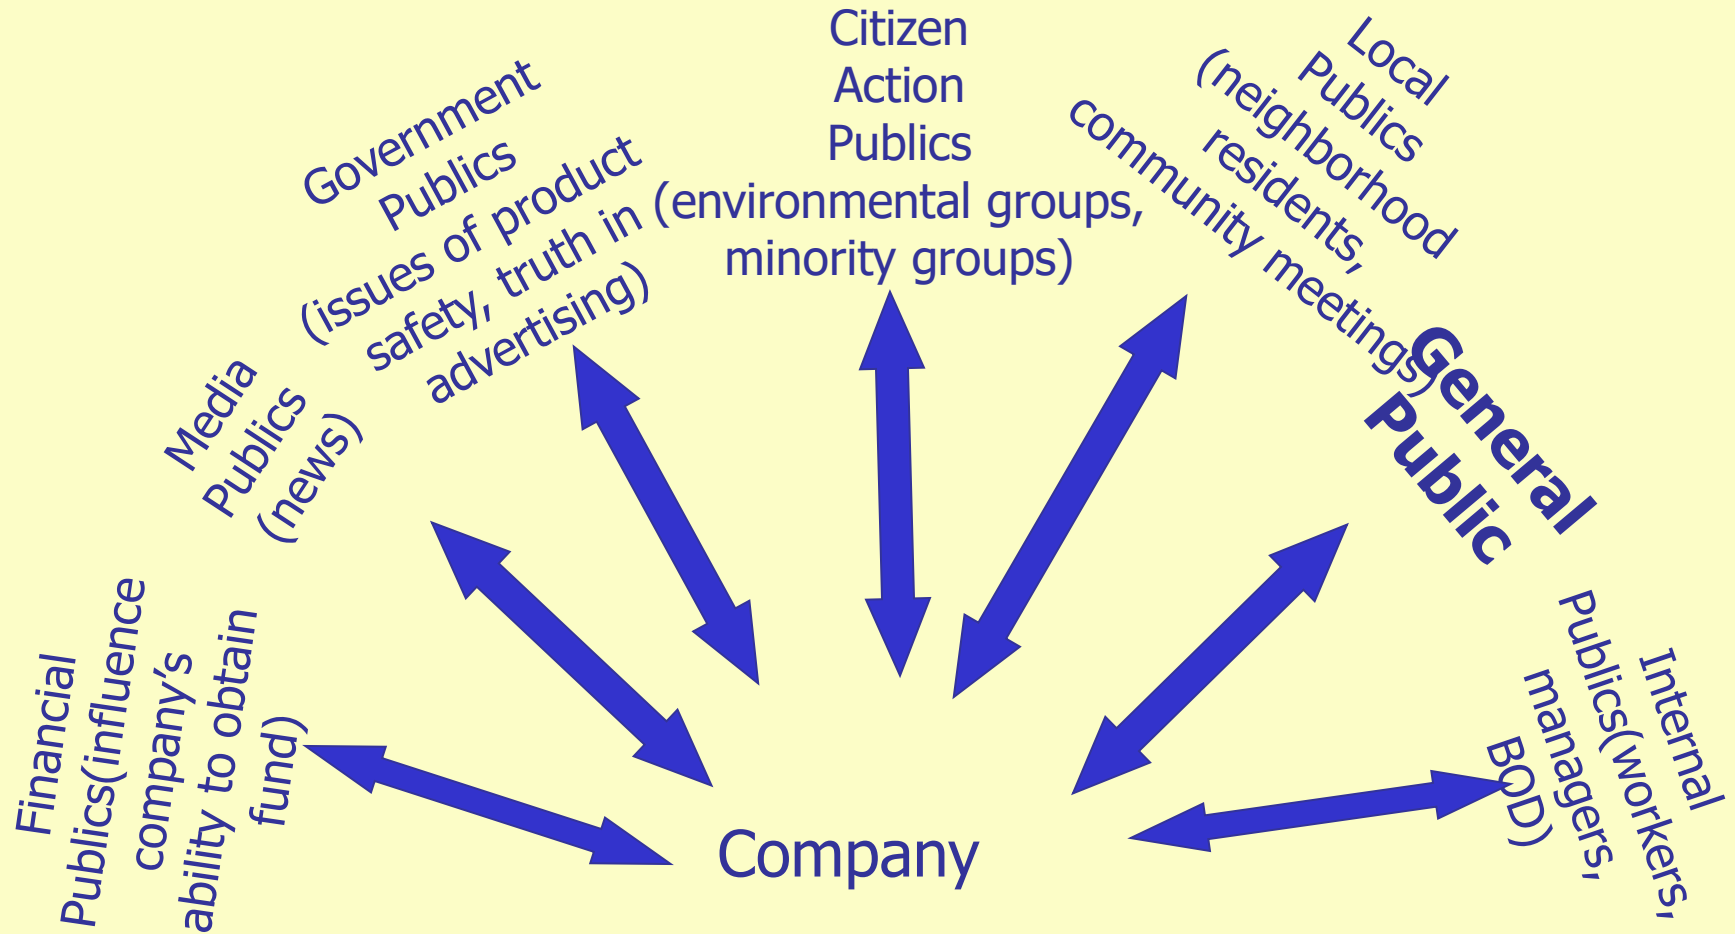 Financial
Publics(influence
company's
ability to obtain
fund)
Media
Publics
(news)
Government
Publics
(issues of product
safety, truth in
advertising)
Citizen
Action
Publics
(environmental groups,
minority groups)
Local
Publics
(neighborhood
residents,
community meetings)
General
Public
Internal
Publics(workers,
managers,
BOD)
Company